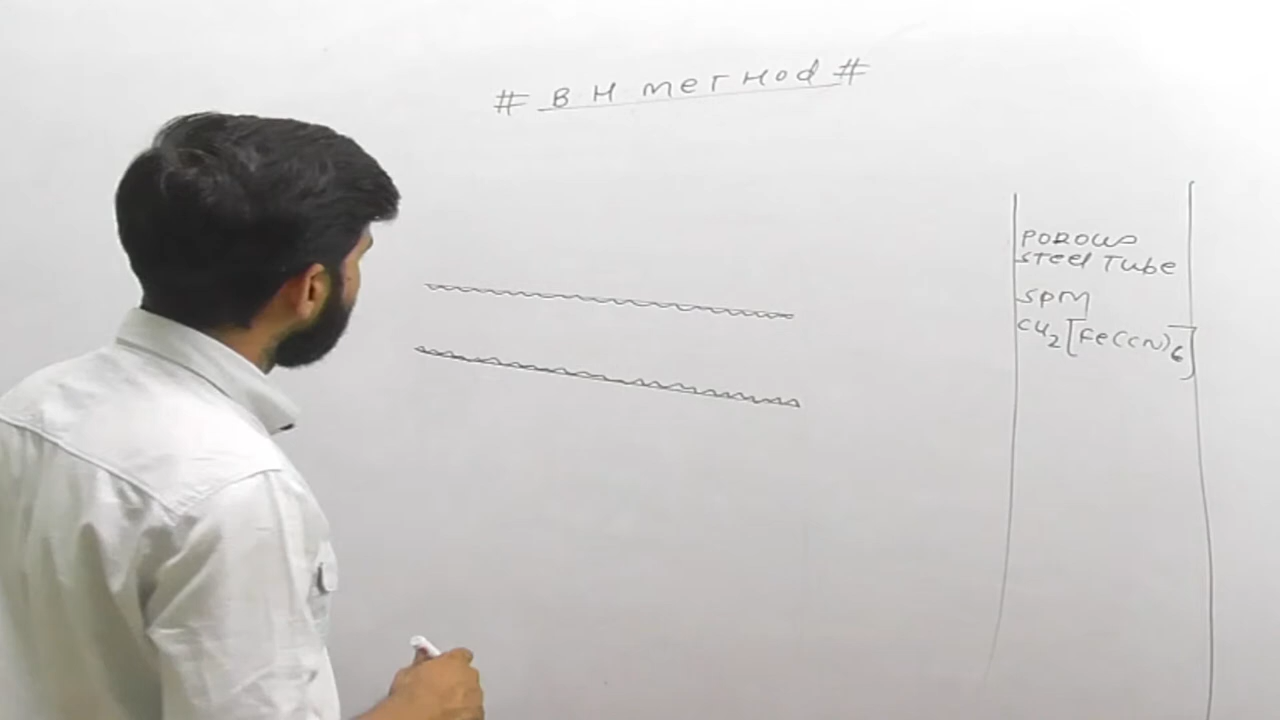 # B H METHOD #
POROUS
STEEL TUBE
SPM
Cu2[Fe(CN)6]